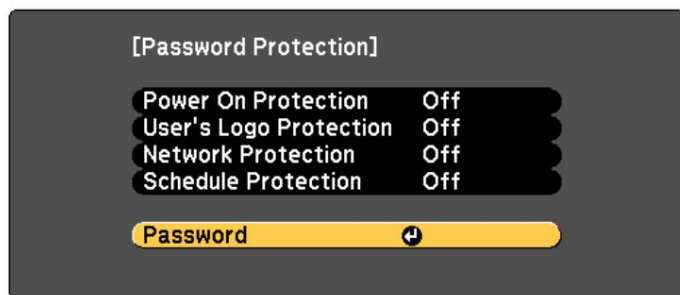 [Password Protection]
Power On Protection Off
User's Logo Protection Off
Network Protection Off
Schedule Protection Off
Password